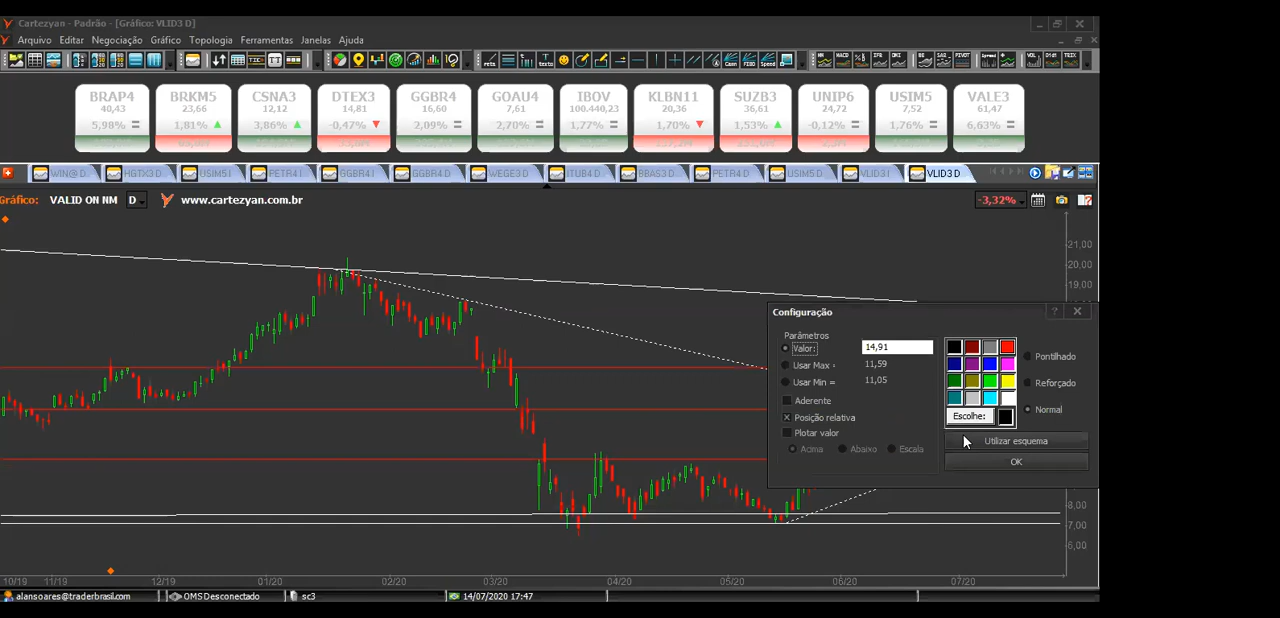 Cartezyan - Padrão - [Gráfico: VLID3 D]
Arquivo Editar Negociação Gráfico Topologia Ferramentas Janelas Ajuda
BRAP4 BRKM5 CSNA3 DTEX3 GGBR4 GOAU4 IBOV KLBN11 SUZB3 UNIP6 USIM5 VALE3
40,43 23,66 12,12 14,81 16,60 7,61 100.440,23 20,36 36,61 24,72 7,52 61,47
5,98% 1,81% 3,86% -0,47% 2,09% 2,70% 1,77% 1,70% 1,53% -0,12% 1,76% 6,63%
WIN@ D HGTX3 D USIM5 I PETR4 I GGBR4 I GGBR4 D WEGE3 D ITUB4 D BBAS3 D PETR4 D USIM5 D VLID3 I VLID3 D
Gráfico: VALID ON NM D www.cartezyan.com.br -3,32%
21,00
20,00
19,00
Configuração ? X
Parâmetros
Valor: 14,91
Usar Max = 11,59
Usar Min = 11,05
Aderente
Posição relativa
Plotar valor
Acima Abaixo Escala
Pontilhado
Reforçado
Normal
Escolhe:
Utilizar esquema
OK
8,00
7,00
6,00
10/19 11/19 12/19 01/20 02/20 03/20 04/20 05/20 06/20 07/20
alansoares@traderbrasil.com OMS Desconectado sc3 14/07/2020 17:47